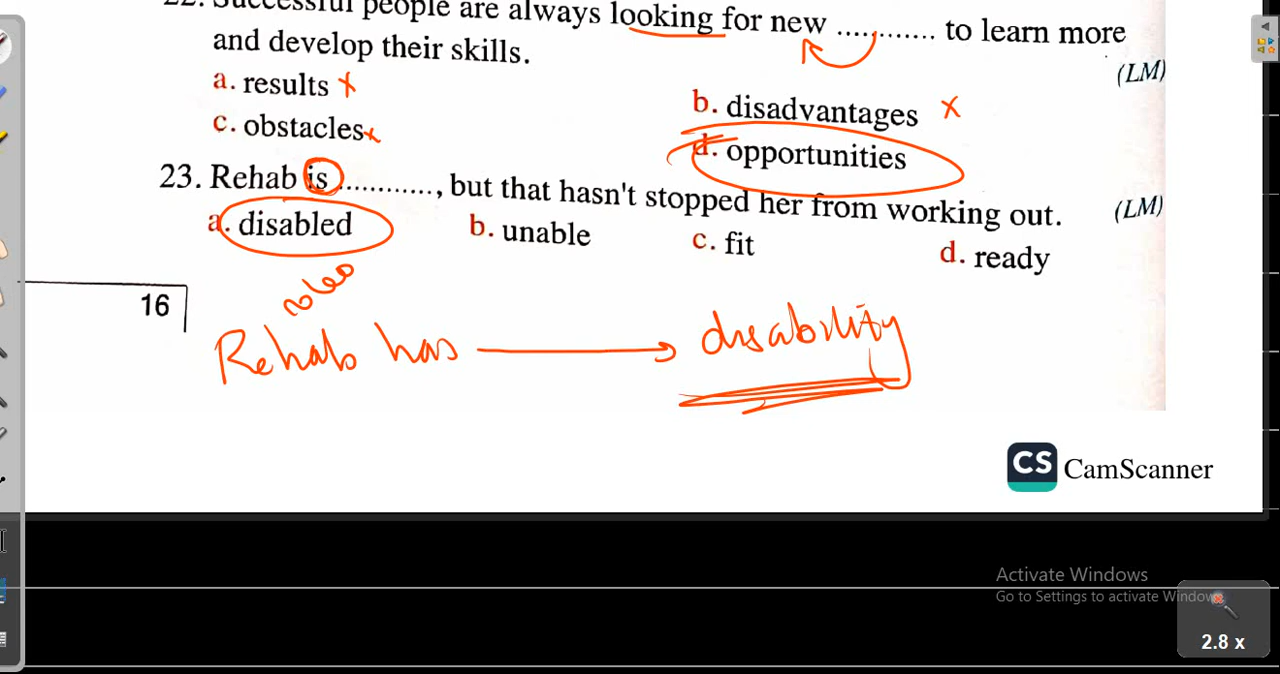 22. Successful people are always looking for new ............ to learn more
and develop their skills.
(LM)
a. results x
b. disadvantages x
c. obstacles x
d. opportunities
23. Rehab is ............, but that hasn't stopped her from working out.
(LM)
a. disabled
b. unable
c. fit
d. ready
16
Rehab has
disability
CS CamScanner
Activate Windows
Go to Settings to activate Windows
2.8 x